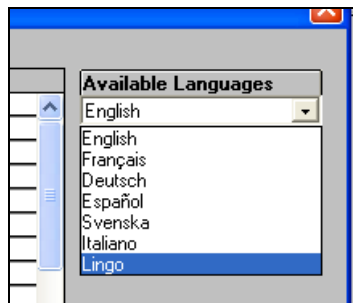 Available Languages
English
English
Français
Deutsch
Español
Svenska
Italiano
Lingo